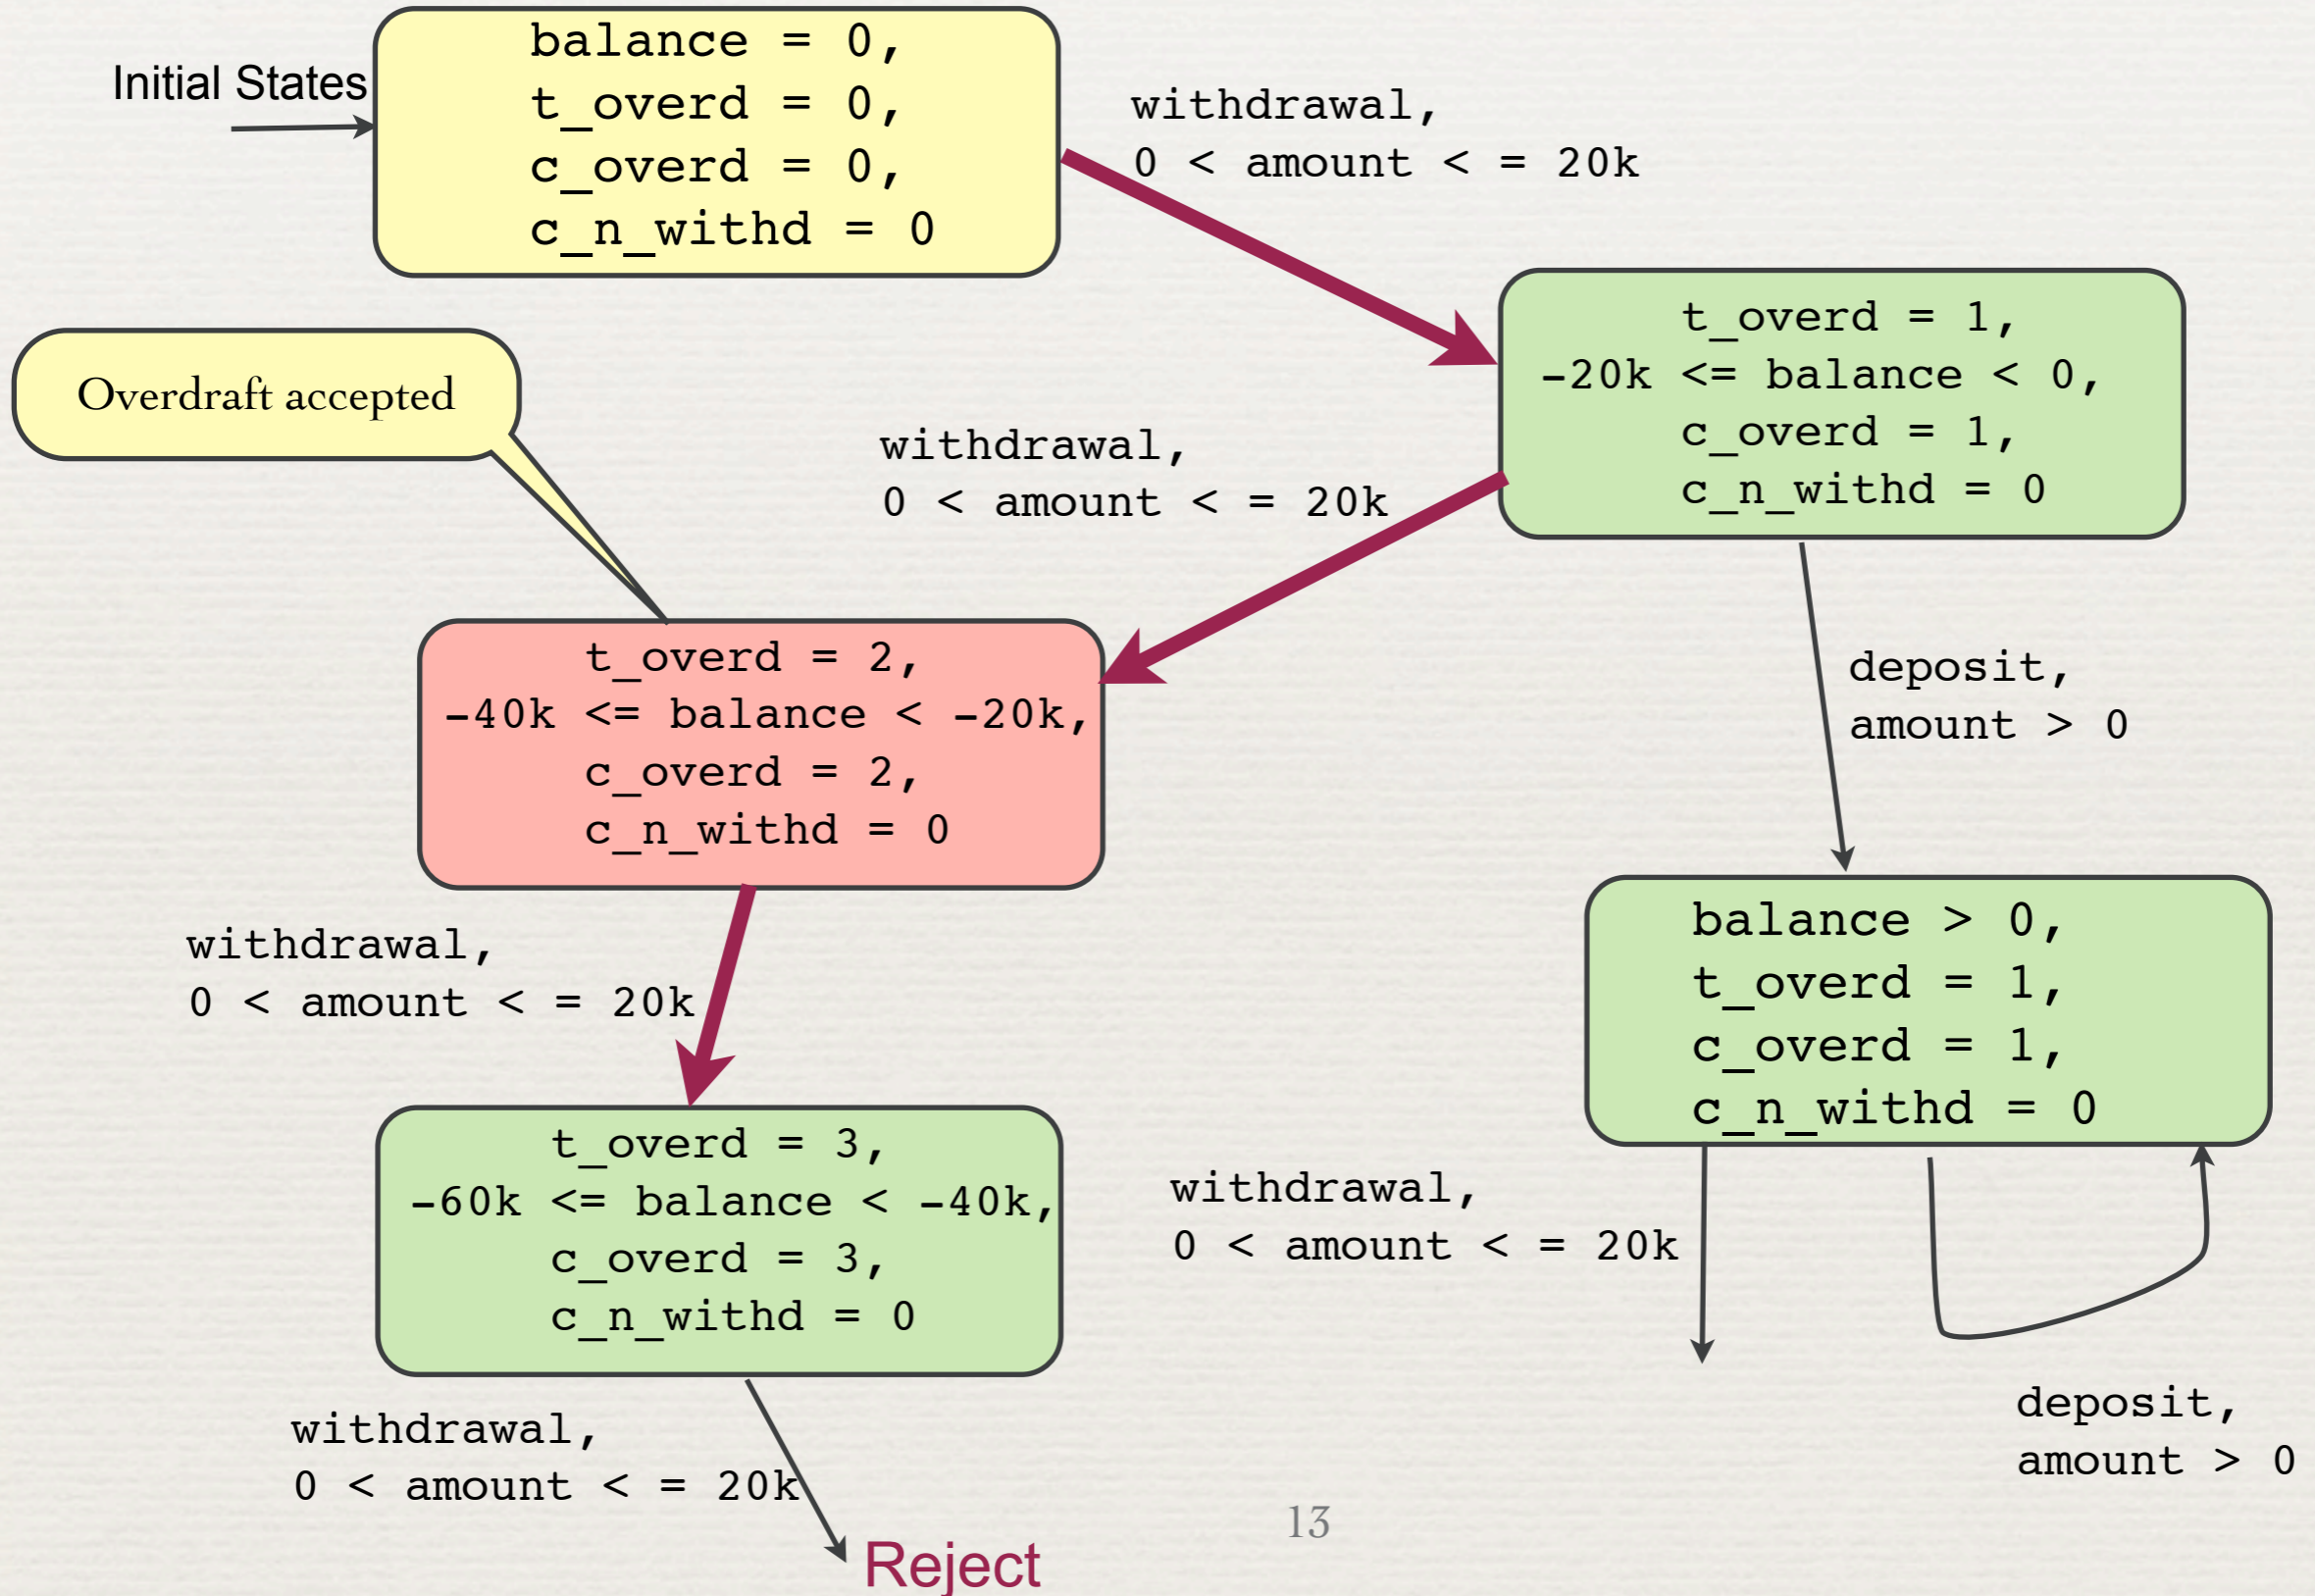 Initial States
balance = 0,
t_overd = 0,
c_overd = 0,
c_n_withd = 0
withdrawal,
0 < amount < = 20k
t_overd = 1,
-20k <= balance < 0,
c_overd = 1,
c_n_withd = 0
Overdraft accepted
withdrawal,
0 < amount < = 20k
t_overd = 2,
-40k <= balance < -20k,
c_overd = 2,
c_n_withd = 0
deposit,
amount > 0
withdrawal,
0 < amount < = 20k
balance > 0,
t_overd = 1,
c_overd = 1,
c_n_withd = 0
t_overd = 3,
-60k <= balance < -40k,
c_overd = 3,
c_n_withd = 0
withdrawal,
0 < amount < = 20k
deposit,
amount > 0
withdrawal,
0 < amount < = 20k
Reject
13